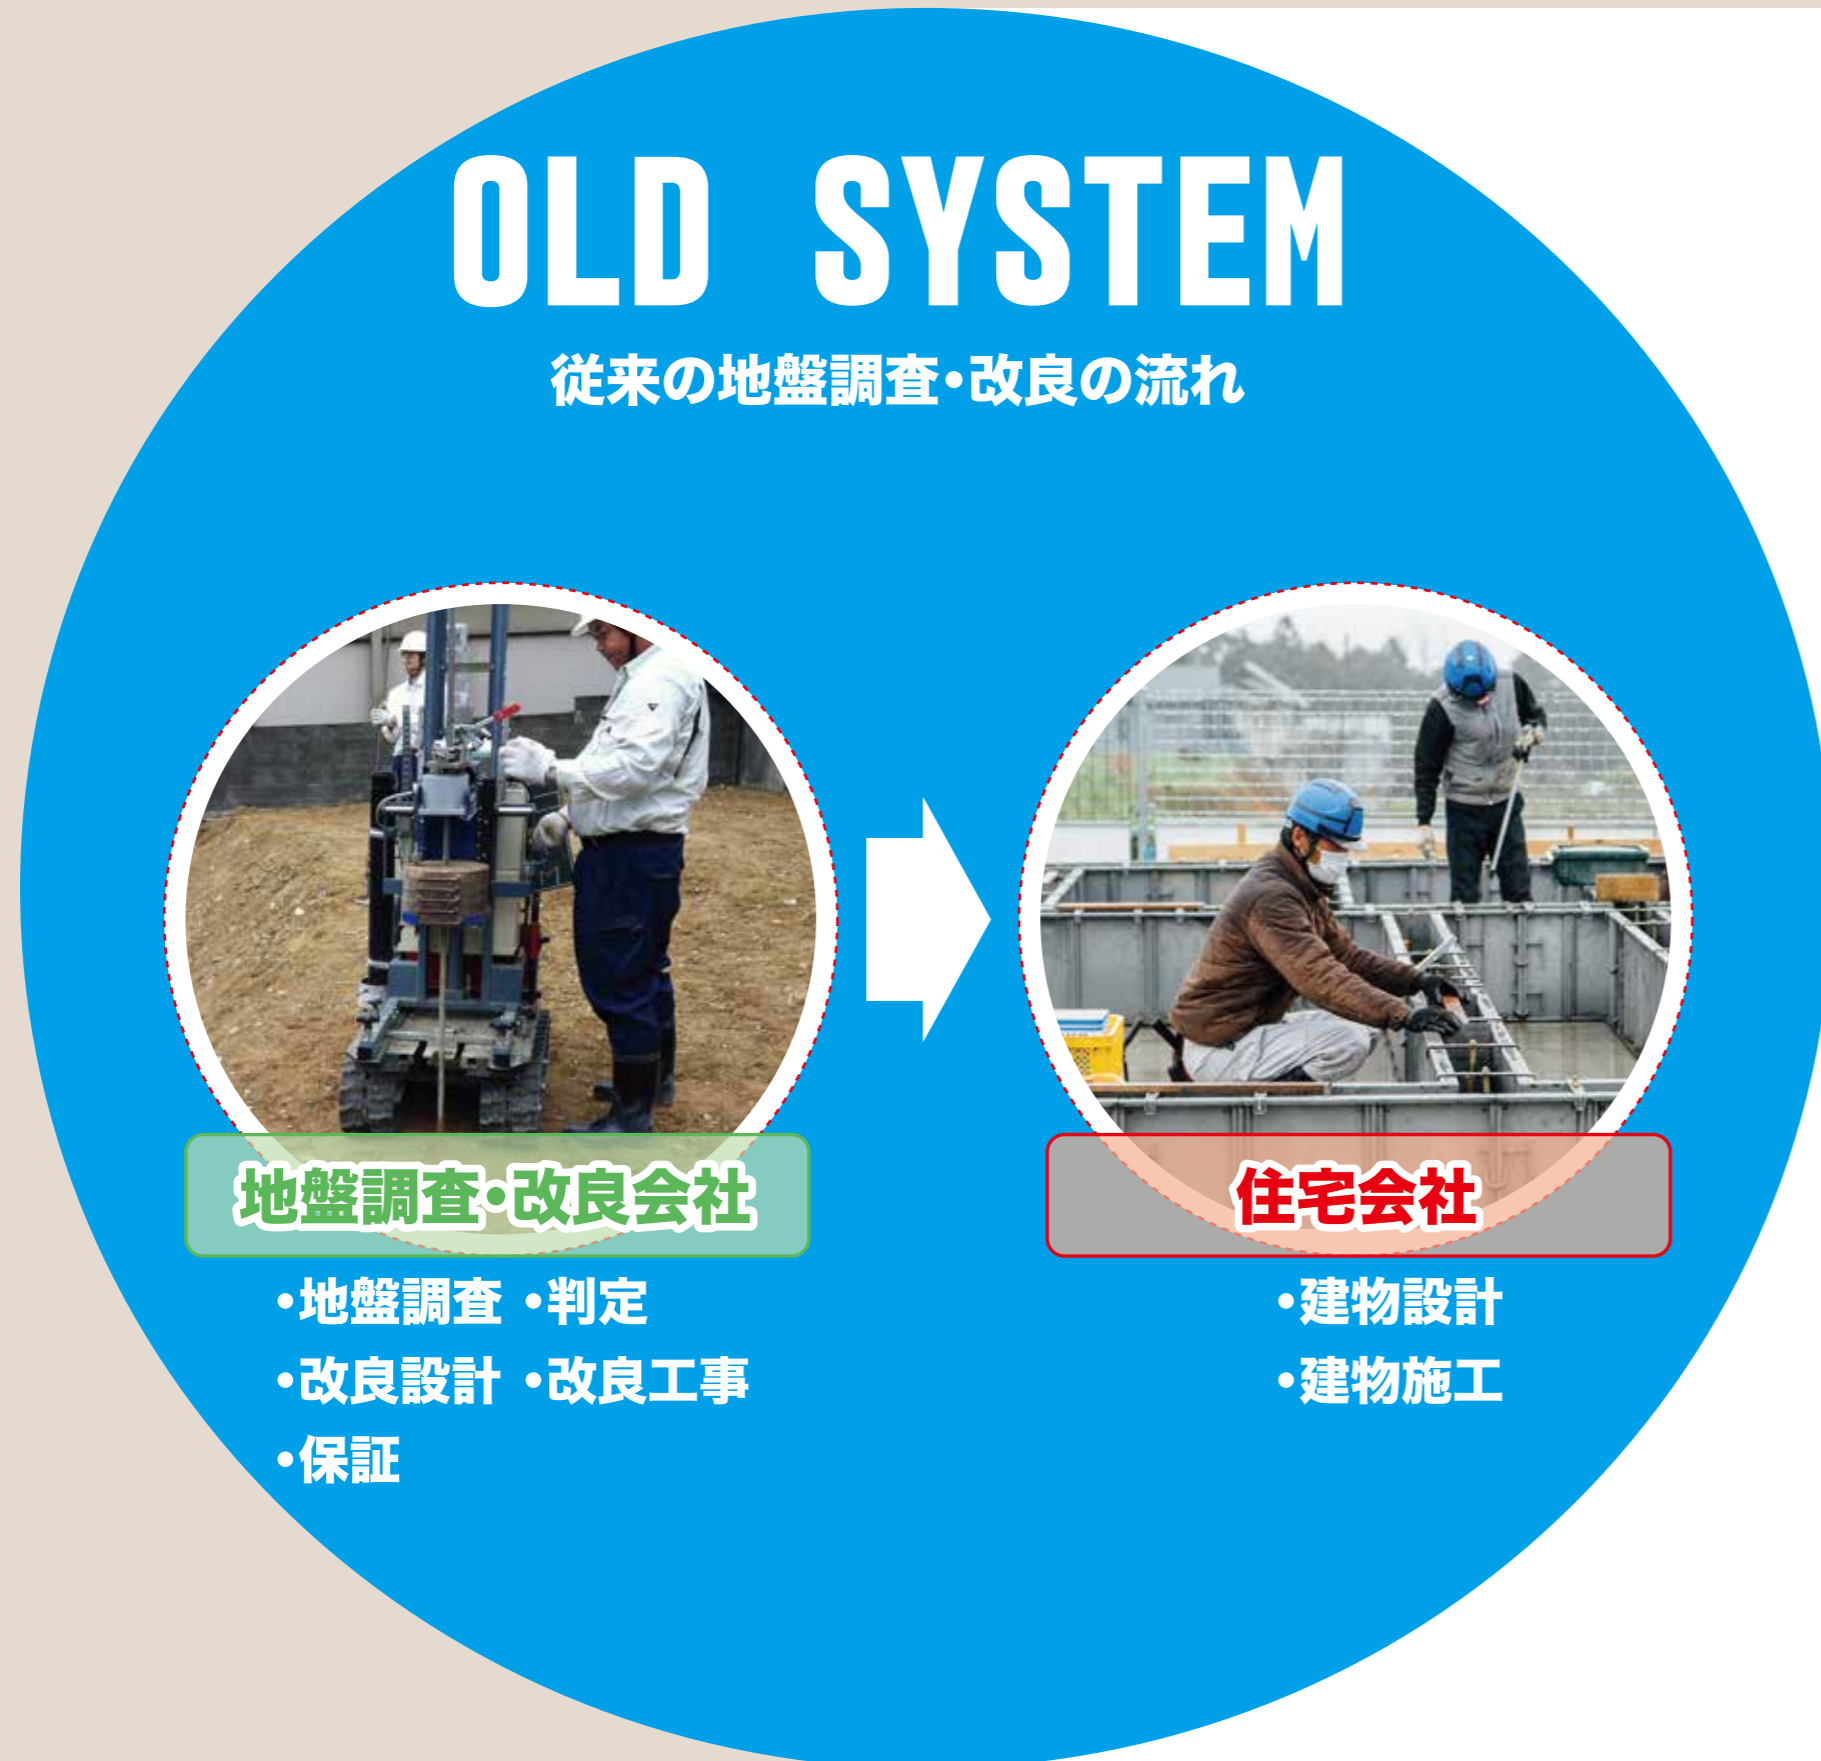 OLD SYSTEM
従来の地盤調査・改良の流れ
地盤調査・改良会社
・地盤調査 ・判定
・改良設計 ・改良工事
・保証
住宅会社
・建物設計
・建物施工